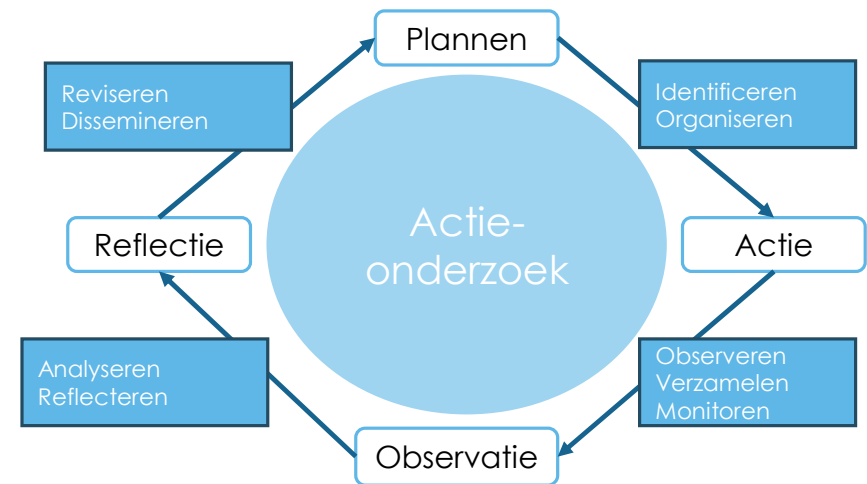 Plannen
Reviseren
Dissemineren
Identificeren
Organiseren
Reflectie
Actie-
onderzoek
Actie
Analyseren
Reflecteren
Observeren
Verzamelen
Monitoren
Observatie